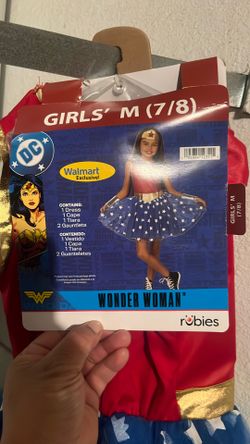 GIRLS' M (7/8)
DC
Walmart
Exclusive!
CONTAINS:
1 Dress
1 Cape
1 Tiara
2 Gauntlets
CONTENIDO:
1 Vestido
1 Capa
1 Tiara
2 Guanteletes
GIRLS' M
(7/8)
WONDER WOMAN
rubies